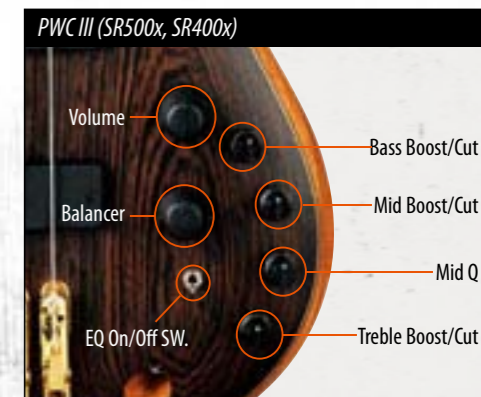 PWC III (SR500x, SR400x)
Volume
Bass Boost/Cut
Mid Boost/Cut
Balancer
Mid Q
EQ On/Off SW.
Treble Boost/Cut